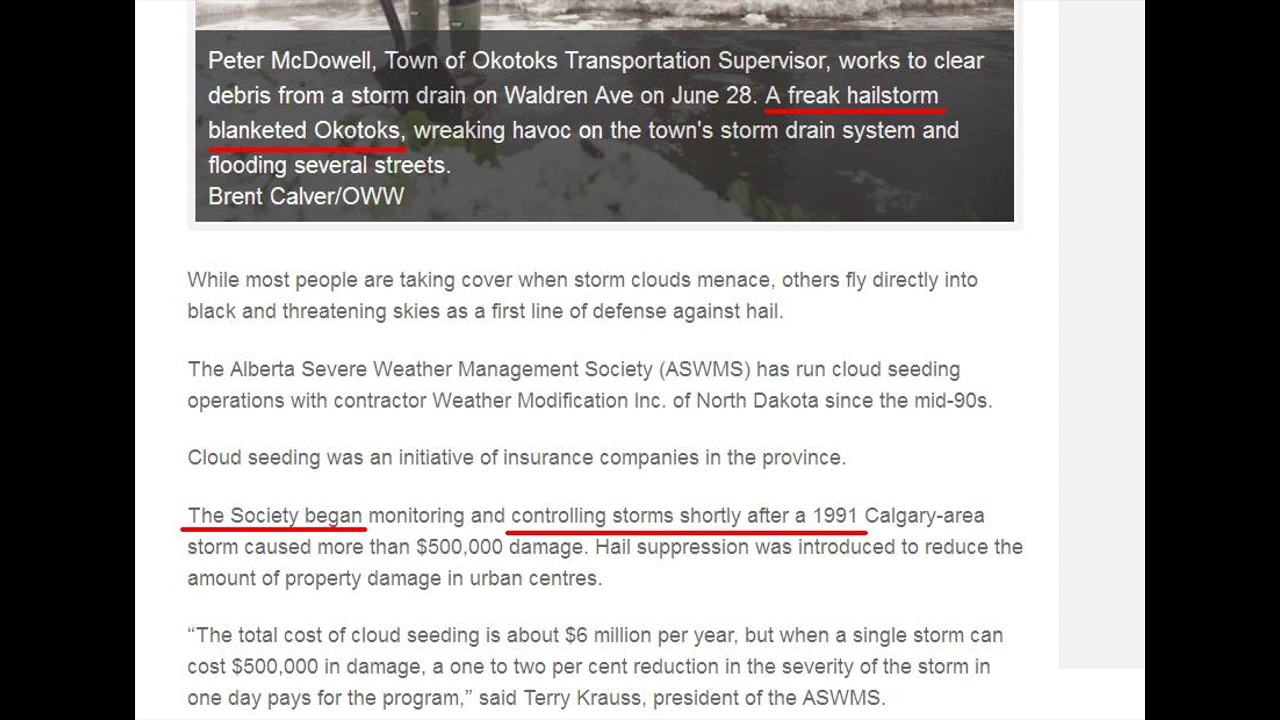 Peter McDowell, Town of Okotoks Transportation Supervisor, works to clear
debris from a storm drain on Waldren Ave on June 28. A freak hailstorm
blanketed Okotoks, wreaking havoc on the town's storm drain system and
flooding several streets.
Brent Calver/OWW
While most people are taking cover when storm clouds menace, others fly directly into
black and threatening skies as a first line of defense against hail.
The Alberta Severe Weather Management Society (ASWMS) has run cloud seeding
operations with contractor Weather Modification Inc. of North Dakota since the mid-90s.
Cloud seeding was an initiative of insurance companies in the province.
The Society began monitoring and controlling storms shortly after a 1991 Calgary-area
storm caused more than $500,000 damage. Hail suppression was introduced to reduce the
amount of property damage in urban centres.
“The total cost of cloud seeding is about $6 million per year, but when a single storm can
cost $500,000 in damage, a one to two per cent reduction in the severity of the storm in
one day pays for the program,” said Terry Krauss, president of the ASWMS.